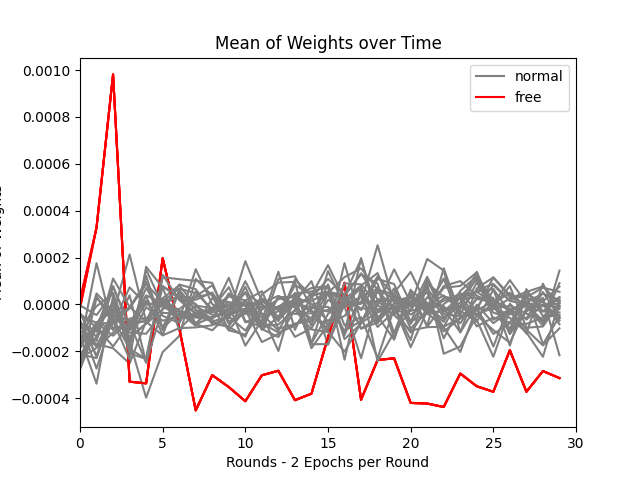 Mean of Weights over Time
normal
free
0.0010
0.0008
0.0006
0.0004
0.0002
0.0000
−0.0002
−0.0004
0 5 10 15 20 25 30
Rounds - 2 Epochs per Round